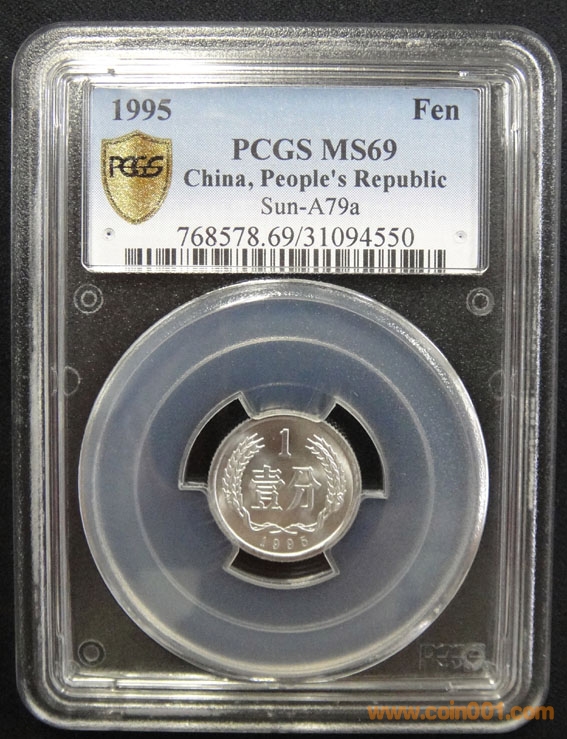 1995 Fen
PCGS
PCGS MS69
China, People's Republic
Sun-A79a
768578.69/31094550
1
壹分
1995
PCGS
www.coin001.com